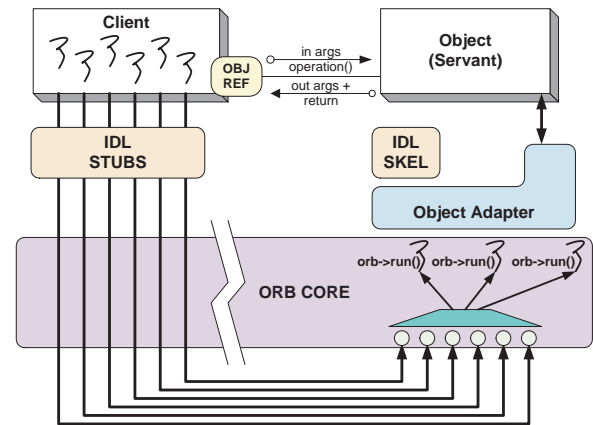 Client
OBJ
REF
in args
operation()
out args +
return
Object
(Servant)
IDL
STUBS
IDL
SKEL
Object Adapter
orb->run()
orb->run()
orb->run()
ORB CORE